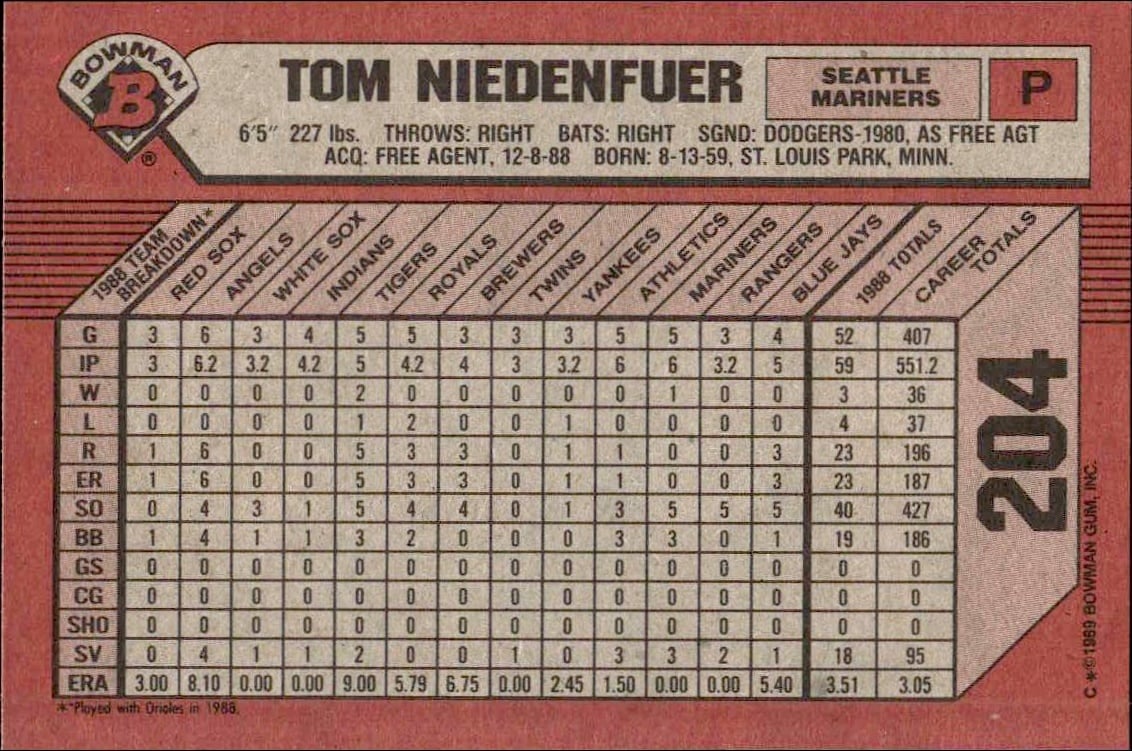 BOWMAN
B
®
TOM NIEDENFUER
SEATTLE
MARINERS
P
6'5" 227 lbs. THROWS: RIGHT BATS: RIGHT SGND: DODGERS-1980, AS FREE AGT
ACQ: FREE AGENT, 12-8-88 BORN: 8-13-59, ST. LOUIS PARK, MINN.
1988 TEAM
BREAKDOWN*
RED SOX
ANGELS
WHITE SOX
INDIANS
TIGERS
ROYALS
BREWERS
TWINS
YANKEES
ATHLETICS
MARINERS
RANGERS
BLUE JAYS
1988 TOTALS
CAREER
TOTALS
G 3 6 3 4 5 5 3 3 3 5 5 3 4 52 407
IP 3 6.2 3.2 4.2 5 4.2 4 3 3.2 6 6 3.2 5 59 551.2
W 0 0 0 0 2 0 0 0 0 0 1 0 0 3 36
L 0 0 0 0 1 2 0 0 1 0 0 0 0 4 37
R 1 6 0 0 5 3 3 0 1 1 0 0 3 23 196
ER 1 6 0 0 5 3 3 0 1 1 0 0 3 23 187
SO 0 4 3 1 5 4 4 0 1 3 5 5 5 40 427
BB 1 4 1 1 3 2 0 0 0 3 3 0 1 19 186
GS 0 0 0 0 0 0 0 0 0 0 0 0 0 0 0
CG 0 0 0 0 0 0 0 0 0 0 0 0 0 0 0
SHO 0 0 0 0 0 0 0 0 0 0 0 0 0 0 0
SV 0 4 1 1 2 0 0 1 0 3 3 2 1 18 95
ERA 3.00 8.10 0.00 0.00 9.00 5.79 6.75 0.00 2.45 1.50 0.00 0.00 5.40 3.51 3.05
*Played with Orioles in 1988.
204
C *©1989 BOWMAN GUM, INC.